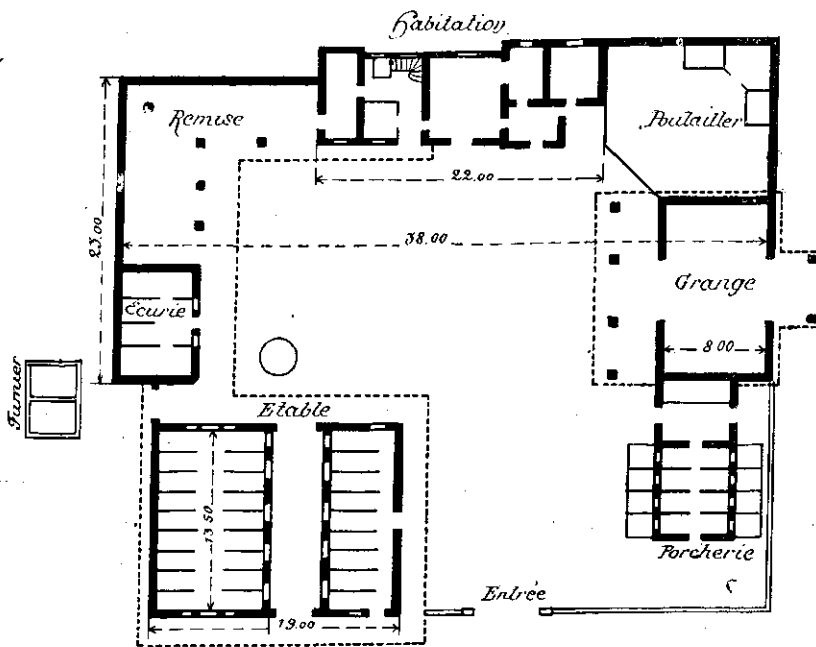 Habitation
Remise
Poulailler
22.00
23.00
38.00
Ecurie
Grange
8.00
Fumier
Etable
13.50
Porcherie
Entrée
19.00